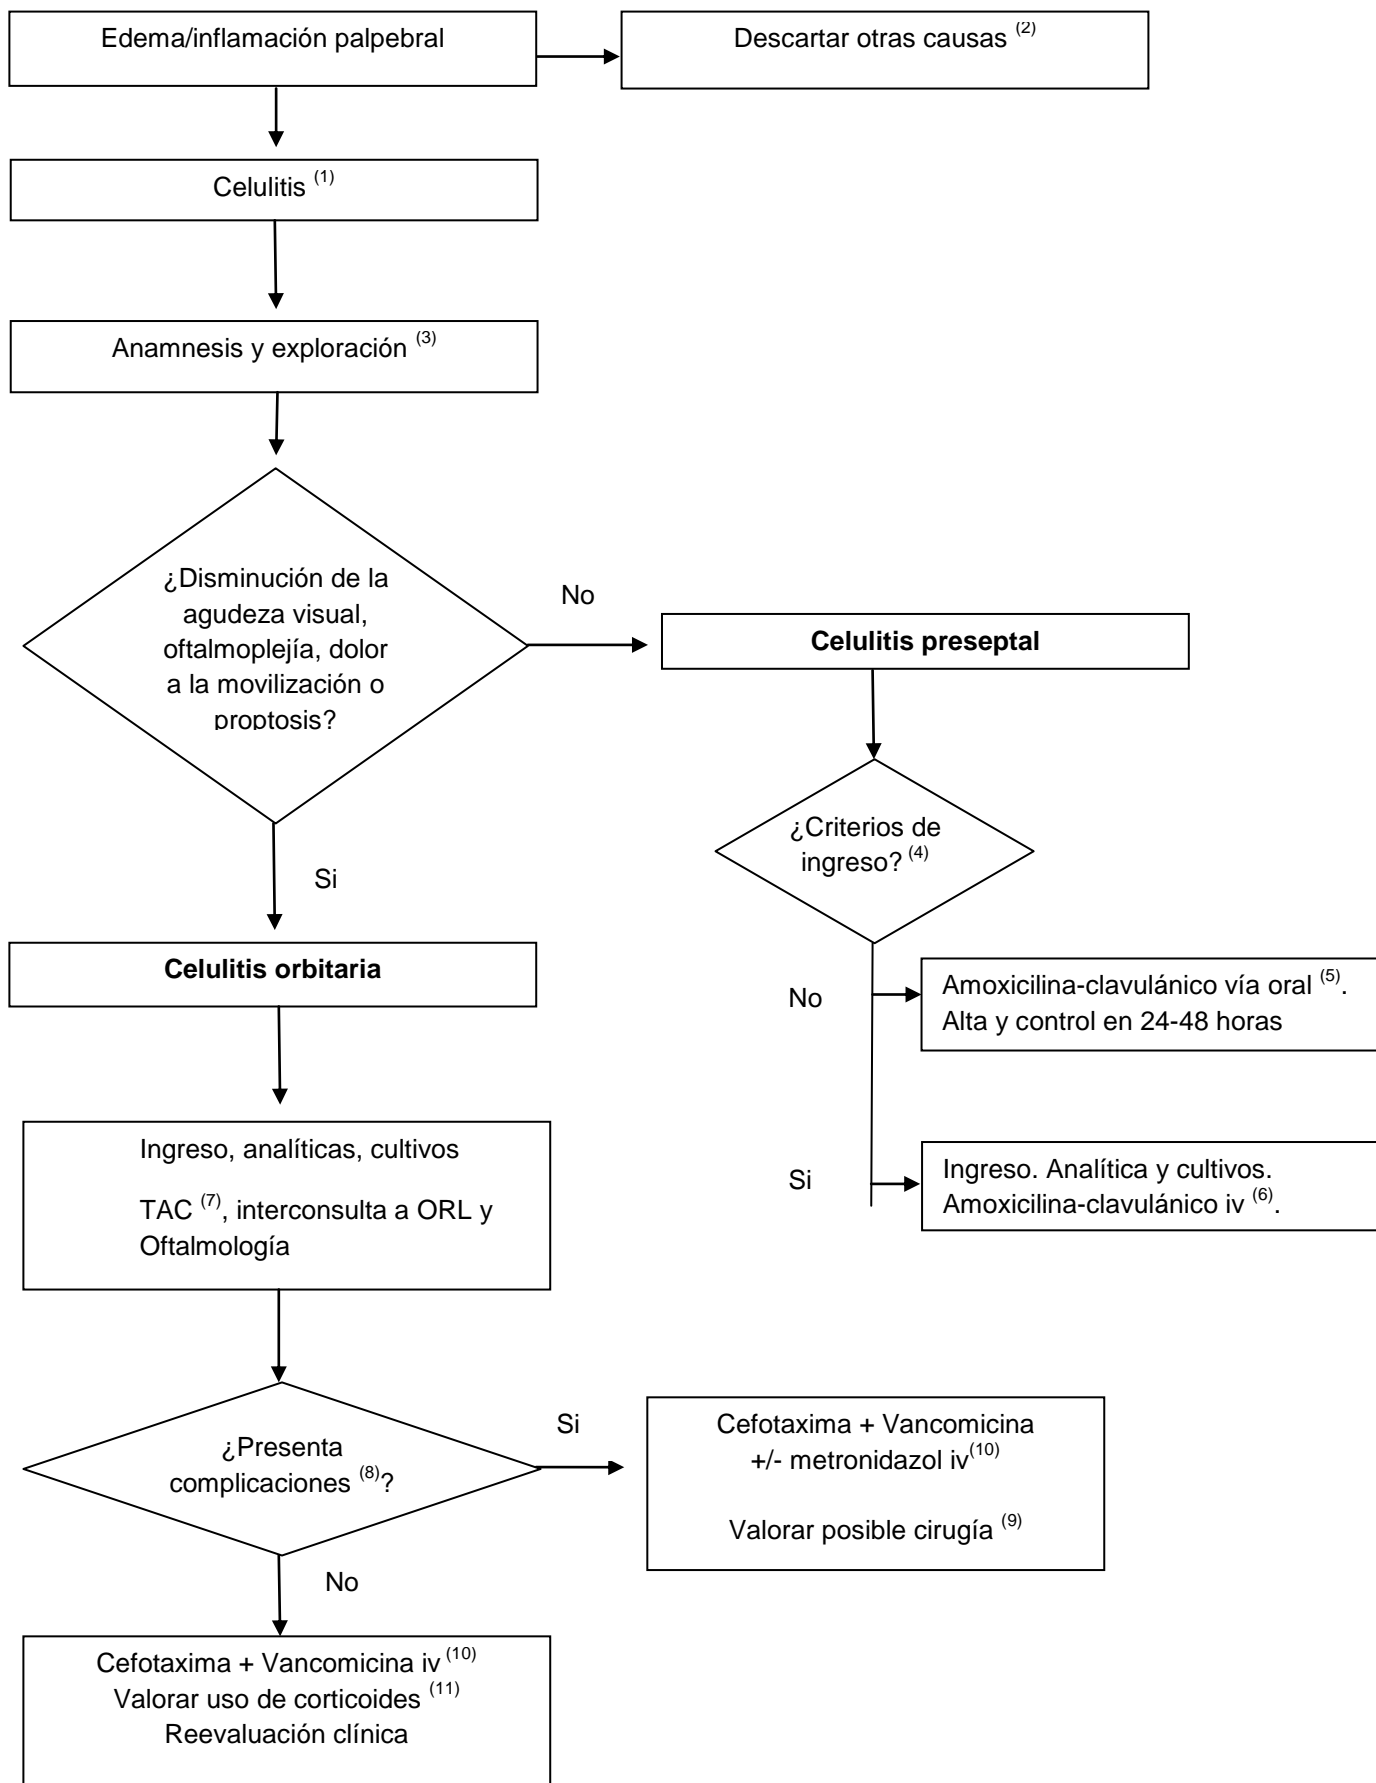 Edema/inflamación palpebral
Descartar otras causas (2)
Celulitis (1)
Anamnesis y exploración (3)
¿Disminución de la
agudeza visual,
oftalmoplejía, dolor
a la movilización o
proptosis?
No
Celulitis preseptal
¿Criterios de
ingreso? (4)
Si
Celulitis orbitaria
No
Amoxicilina-clavulánico vía oral (5).
Alta y control en 24-48 horas
Ingreso, analíticas, cultivos
TAC (7), interconsulta a ORL y
Oftalmología
Si
Ingreso. Analítica y cultivos.
Amoxicilina-clavulánico iv (6).
¿Presenta
complicaciones (8)?
Si
Cefotaxima + Vancomicina
+/- metronidazol iv(10)
Valorar posible cirugía (9)
No
Cefotaxima + Vancomicina iv (10)
Valorar uso de corticoides (11)
Reevaluación clínica